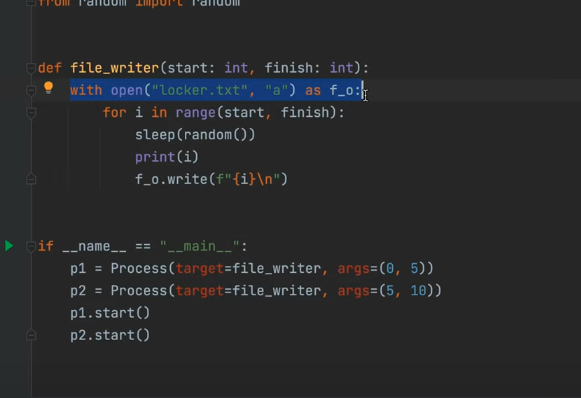 from random import random
def file_writer(start: int, finish: int):
    with open("locker.txt", "a") as f_o:
        for i in range(start, finish):
            sleep(random())
            print(i)
            f_o.write(f"{i}\n")
if __name__ == "__main__":
    p1 = Process(target=file_writer, args=(0, 5))
    p2 = Process(target=file_writer, args=(5, 10))
    p1.start()
    p2.start()